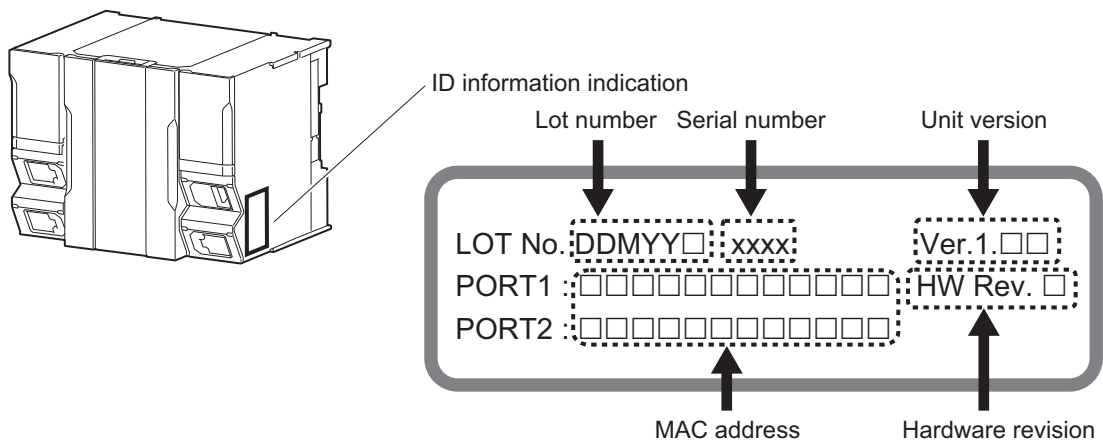 ID information indication
Lot number Serial number Unit version
LOT No. DDMYY□ xxxx Ver.1.□□
PORT1 : □□□□□□□□□□□□ HW Rev. □
PORT2 : □□□□□□□□□□□□
MAC address Hardware revision